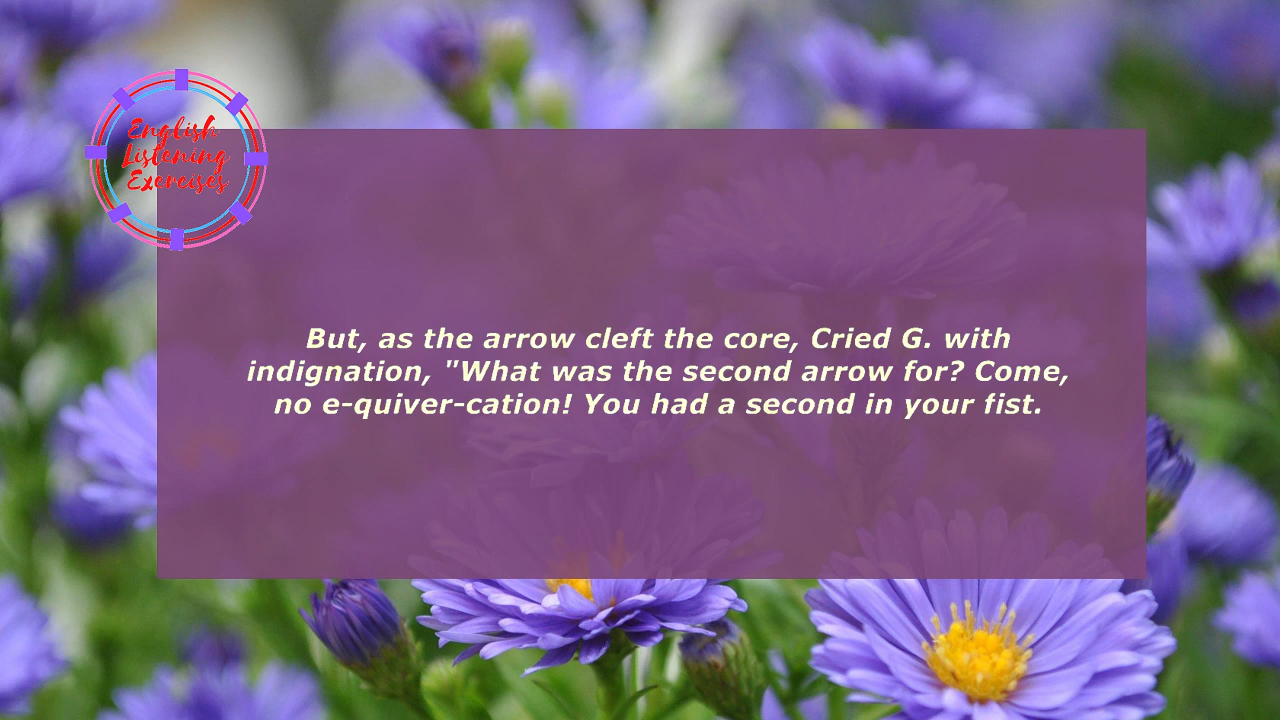 English
Listening
Exercises
But, as the arrow cleft the core, Cried G. with
indignation, "What was the second arrow for? Come,
no e-quiver-cation! You had a second in your fist.